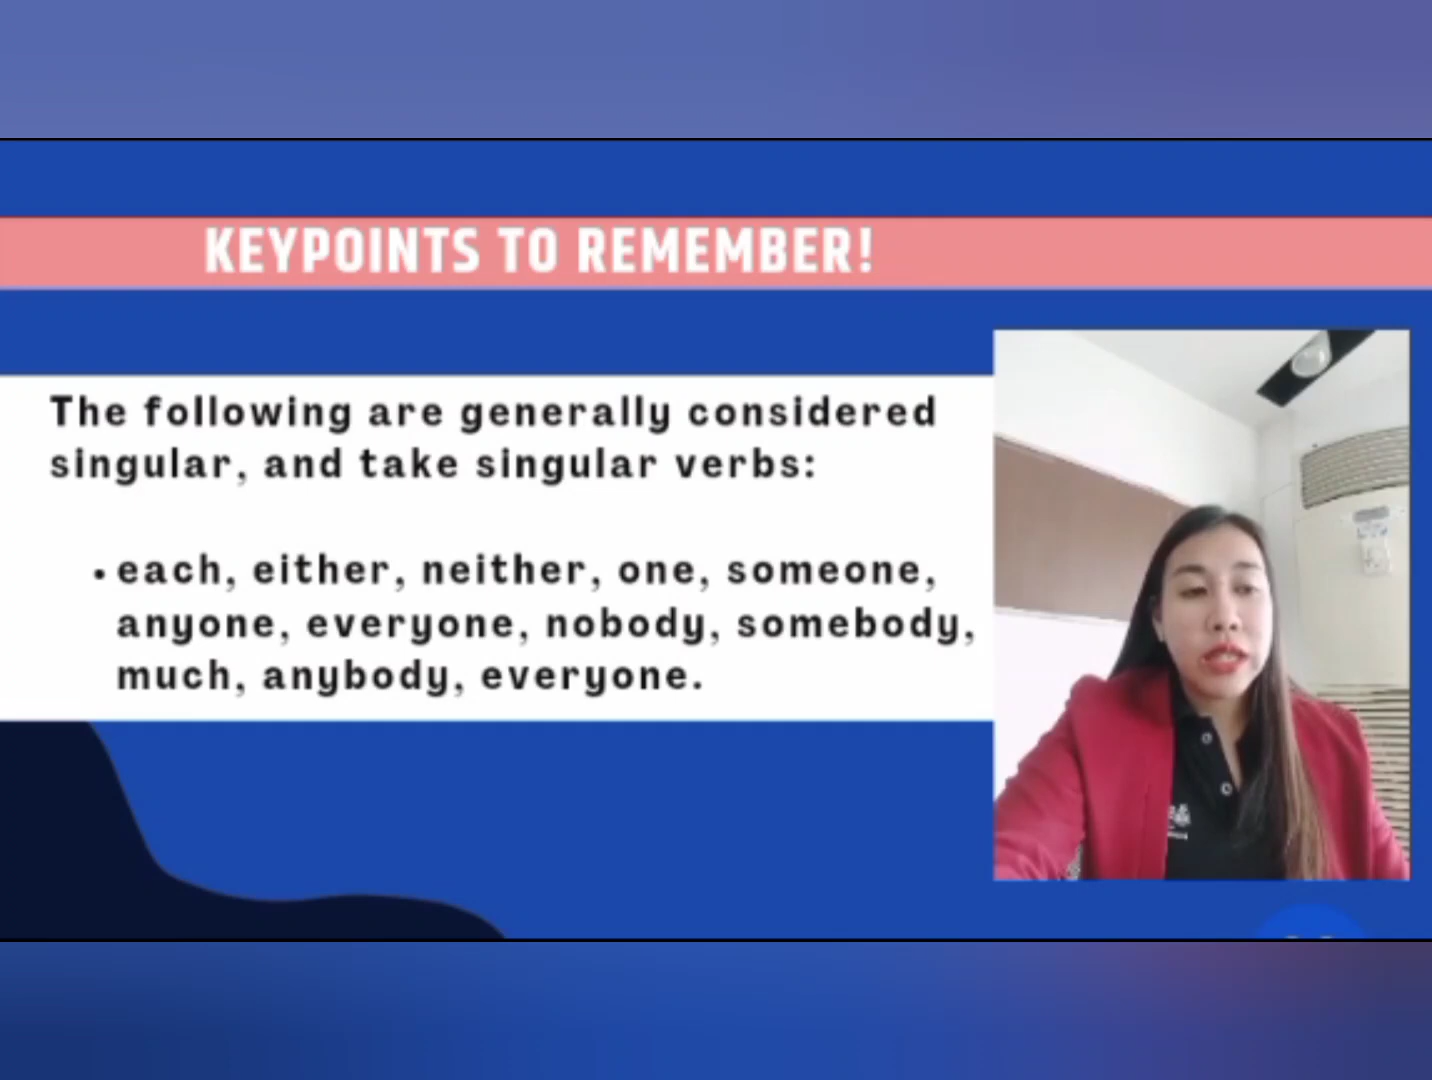 KEYPOINTS TO REMEMBER!
The following are generally considered
singular, and take singular verbs:
• each, either, neither, one, someone,
anyone, everyone, nobody, somebody,
much, anybody, everyone.